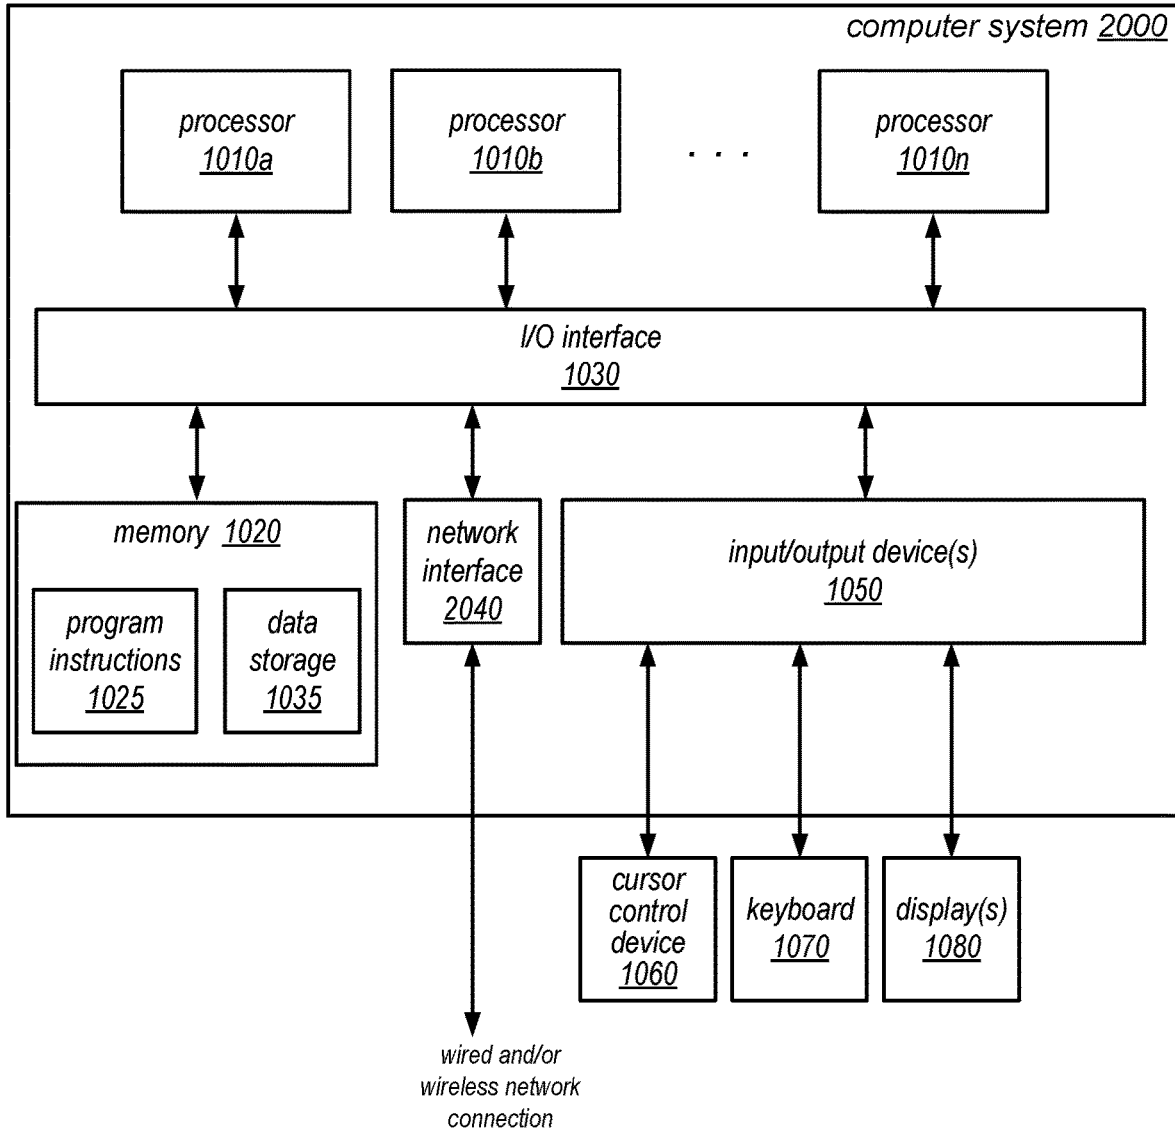 computer system 2000
processor
1010a
processor
1010b
. . .
processor
1010n
I/O interface
1030
memory 1020
program
instructions
1025
data
storage
1035
network
interface
2040
input/output device(s)
1050
cursor
control
device
1060
keyboard
1070
display(s)
1080
wired and/or
wireless network
connection